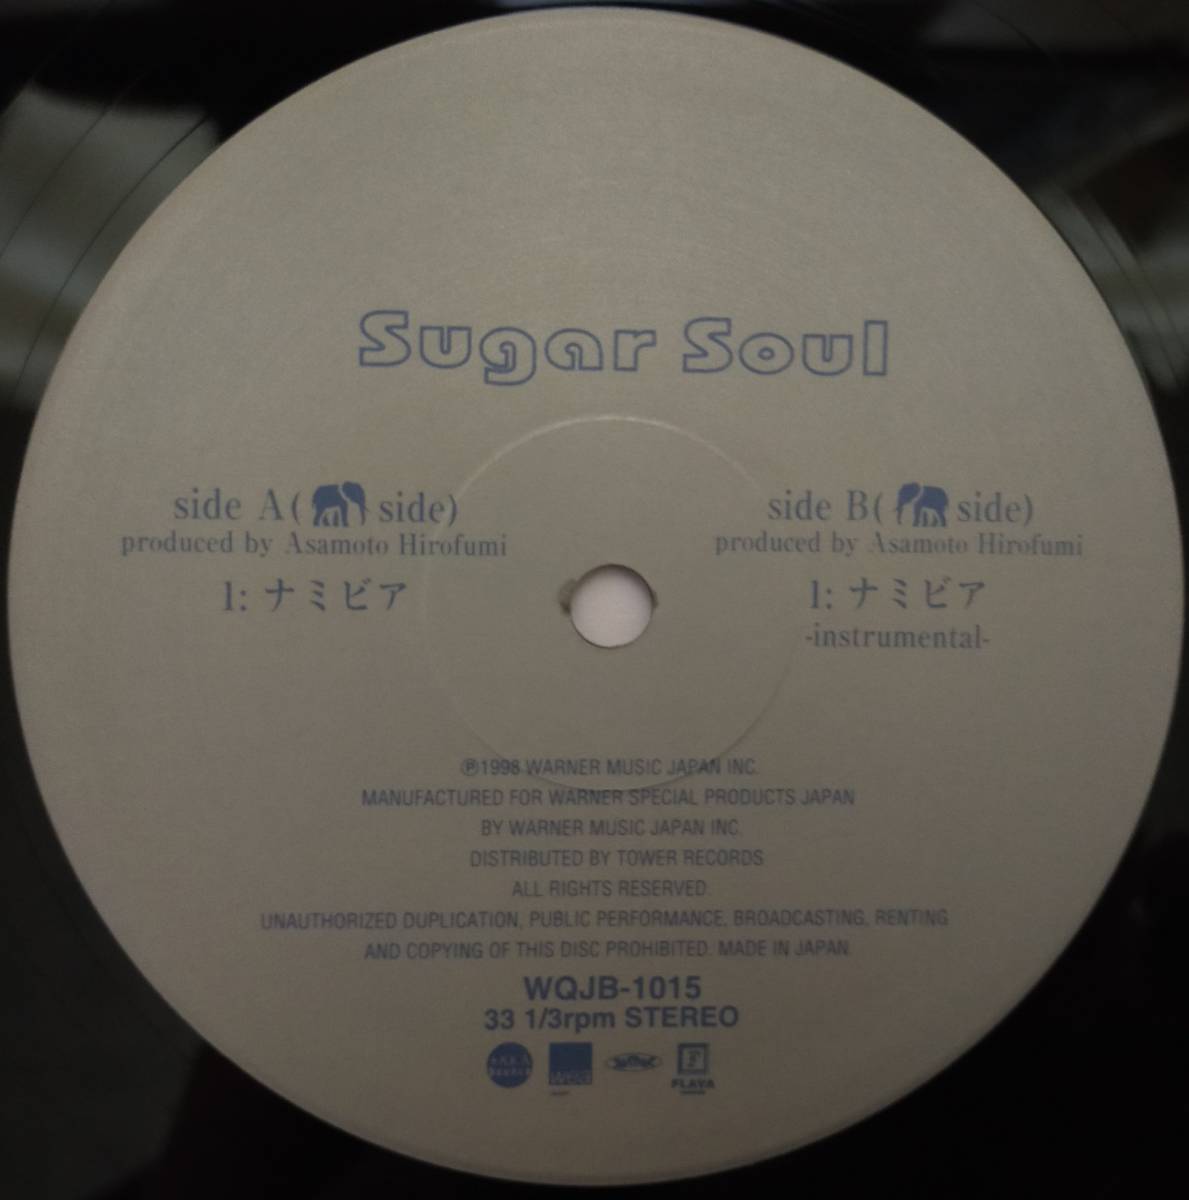 Sugar Soul
side A ( side)
produced by Asamoto Hirofumi
1: ナミビア
side B ( side)
produced by Asamoto Hirofumi
1: ナミビア
-instrumental-
℗1998 WARNER MUSIC JAPAN INC.
MANUFACTURED FOR WARNER SPECIAL PRODUCTS JAPAN
BY WARNER MUSIC JAPAN INC.
DISTRIBUTED BY TOWER RECORDS
ALL RIGHTS RESERVED.
UNAUTHORIZED DUPLICATION, PUBLIC PERFORMANCE, BROADCASTING, RENTING
AND COPYING OF THIS DISC PROHIBITED. MADE IN JAPAN
WQJB-1015
33 1/3rpm STEREO
wea
FLAVA